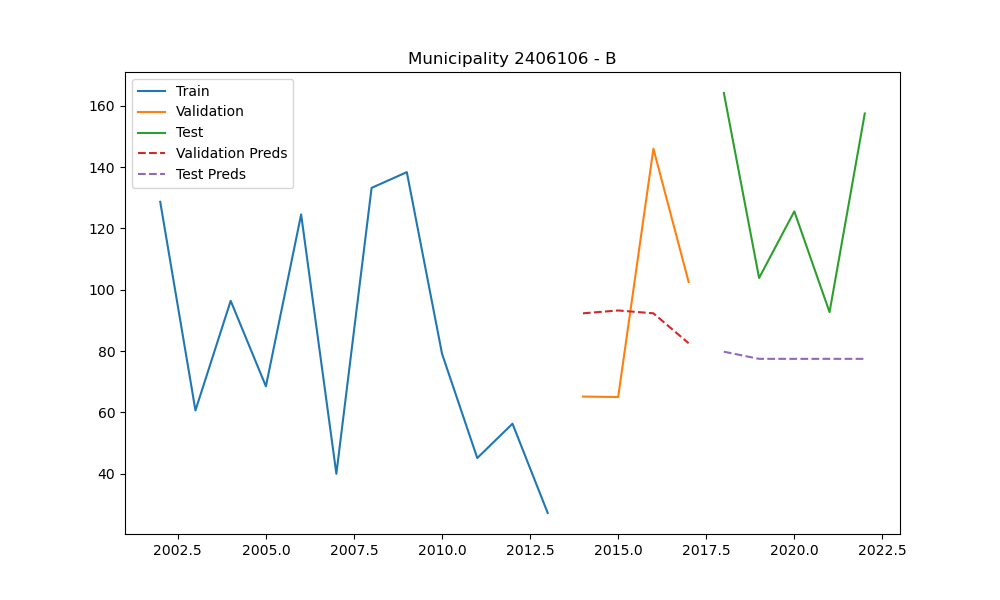 Municipality 2406106 - B
Train
Validation
Test
Validation Preds
Test Preds
160
140
120
100
80
60
40
2002.5 2005.0 2007.5 2010.0 2012.5 2015.0 2017.5 2020.0 2022.5